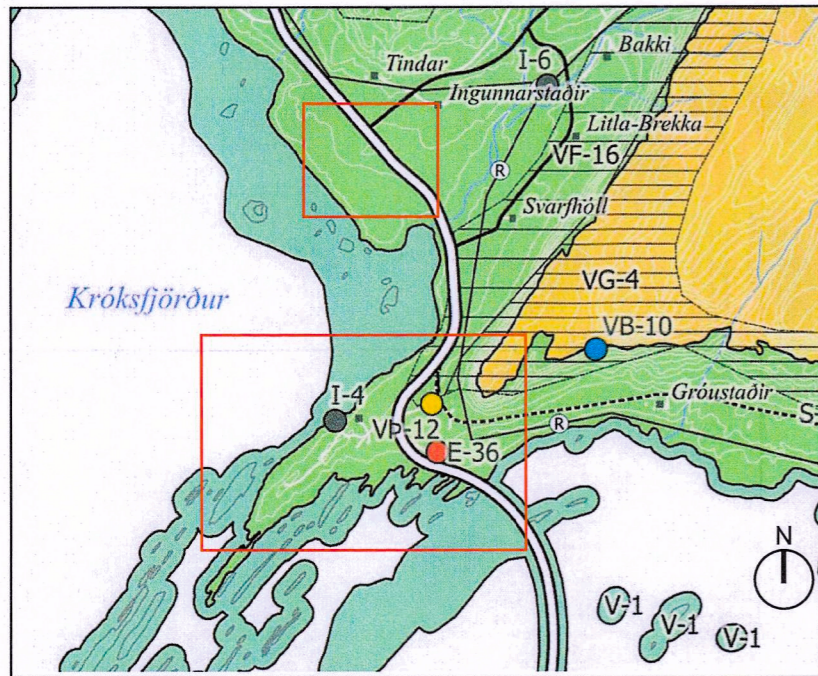 Bakki
I-6
Tindar
Ingunnarstaðir
Litla-Brekka
VF-16
R
Svarfhóll
VG-4
Króksfjörður
VB-10
I-4
Gróustaðir
VÞ-12
S
R
E-36
N
V-1
V-1
V-1